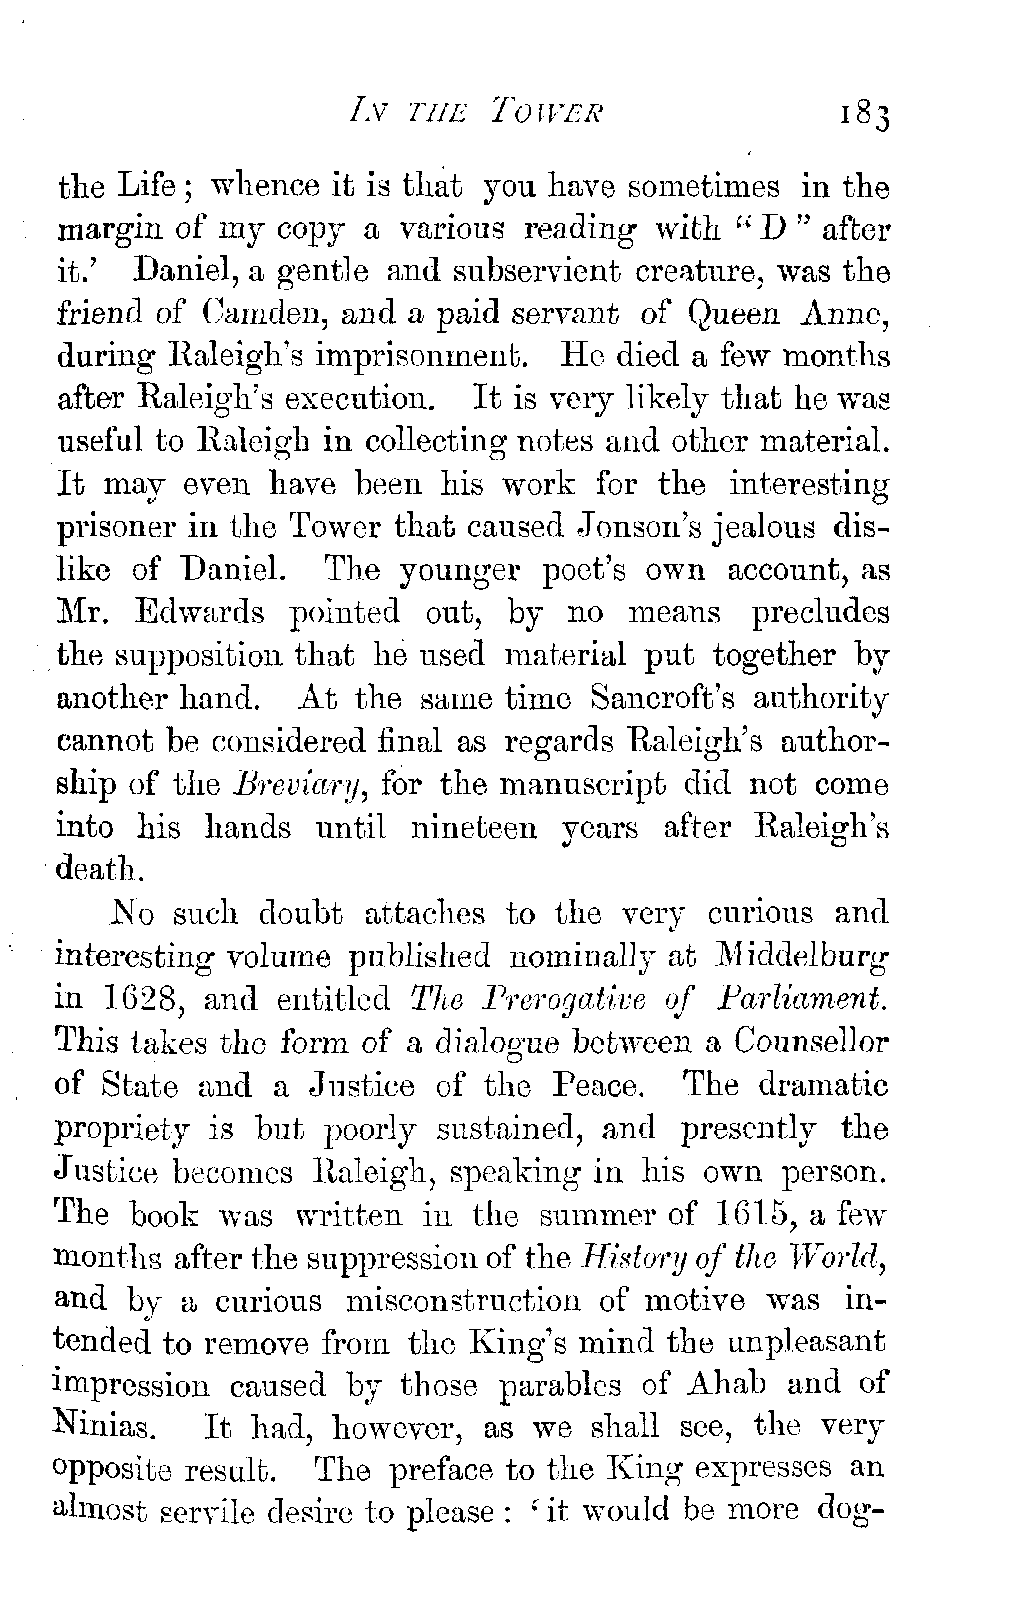 IN THE TOWER 183
the Life; whence it is that you have sometimes in the
margin of my copy a various reading with “D” after
it.’ Daniel, a gentle and subservient creature, was the
friend of Camden, and a paid servant of Queen Anne,
during Raleigh's imprisonment. He died a few months
after Raleigh's execution. It is very likely that he was
useful to Raleigh in collecting notes and other material.
It may even have been his work for the interesting
prisoner in the Tower that caused Jonson's jealous dis-
like of Daniel. The younger poet's own account, as
Mr. Edwards pointed out, by no means precludes
the supposition that he used material put together by
another hand. At the same time Sancroft's authority
cannot be considered final as regards Raleigh's author-
ship of the Breviary, for the manuscript did not come
into his hands until nineteen years after Raleigh's
death.
No such doubt attaches to the very curious and
interesting volume published nominally at Middelburg
in 1628, and entitled The Prerogative of Parliament.
This takes the form of a dialogue between a Counsellor
of State and a Justice of the Peace. The dramatic
propriety is but poorly sustained, and presently the
Justice becomes Raleigh, speaking in his own person.
The book was written in the summer of 1615, a few
months after the suppression of the History of the World,
and by a curious misconstruction of motive was in-
tended to remove from the King's mind the unpleasant
impression caused by those parables of Ahab and of
Ninias. It had, however, as we shall see, the very
opposite result. The preface to the King expresses an
almost servile desire to please: ‘it would be more dog-